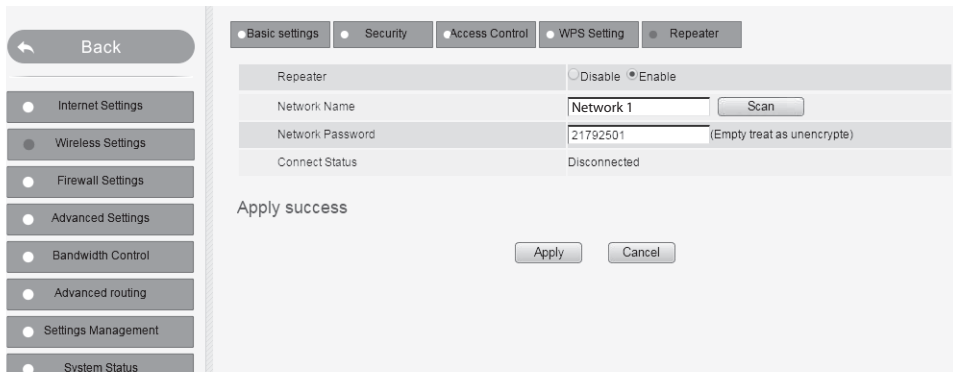 Back
Internet Settings
Wireless Settings
Firewall Settings
Advanced Settings
Bandwidth Control
Advanced routing
Settings Management
System Status
Basic settings Security Access Control WPS Setting Repeater
Repeater Disable Enable
Network Name Network 1 Scan
Network Password 21792501 (Empty treat as unencrypte)
Connect Status Disconnected
Apply success
Apply Cancel